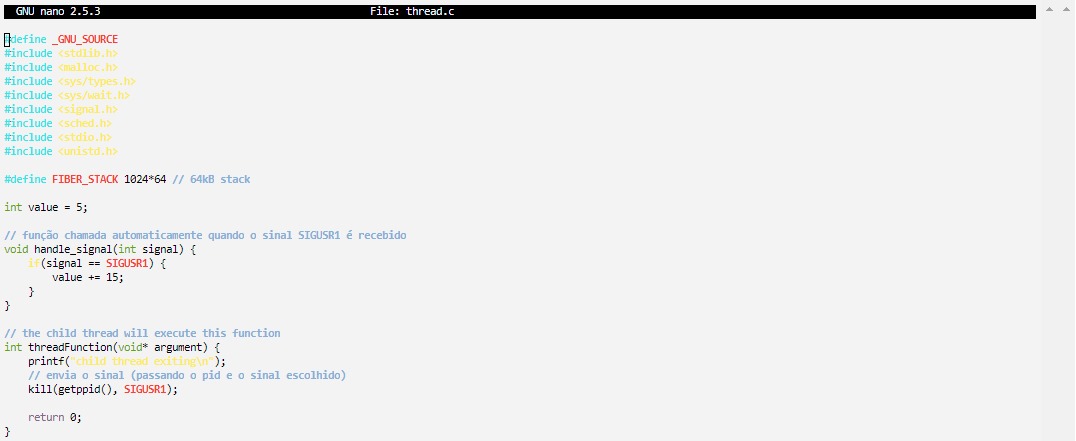 GNU nano 2.5.3 File: thread.c
#define _GNU_SOURCE
#include <stdlib.h>
#include <malloc.h>
#include <sys/types.h>
#include <sys/wait.h>
#include <signal.h>
#include <sched.h>
#include <stdio.h>
#include <unistd.h>
#define FIBER_STACK 1024*64 // 64kB stack
int value = 5;
// função chamada automaticamente quando o sinal SIGUSR1 é recebido
void handle_signal(int signal) {
    if(signal == SIGUSR1) {
        value += 15;
    }
}
// the child thread will execute this function
int threadFunction(void* argument) {
    printf("child thread exiting\n");
    // envia o sinal (passando o pid e o sinal escolhido)
    kill(getppid(), SIGUSR1);
    return 0;
}